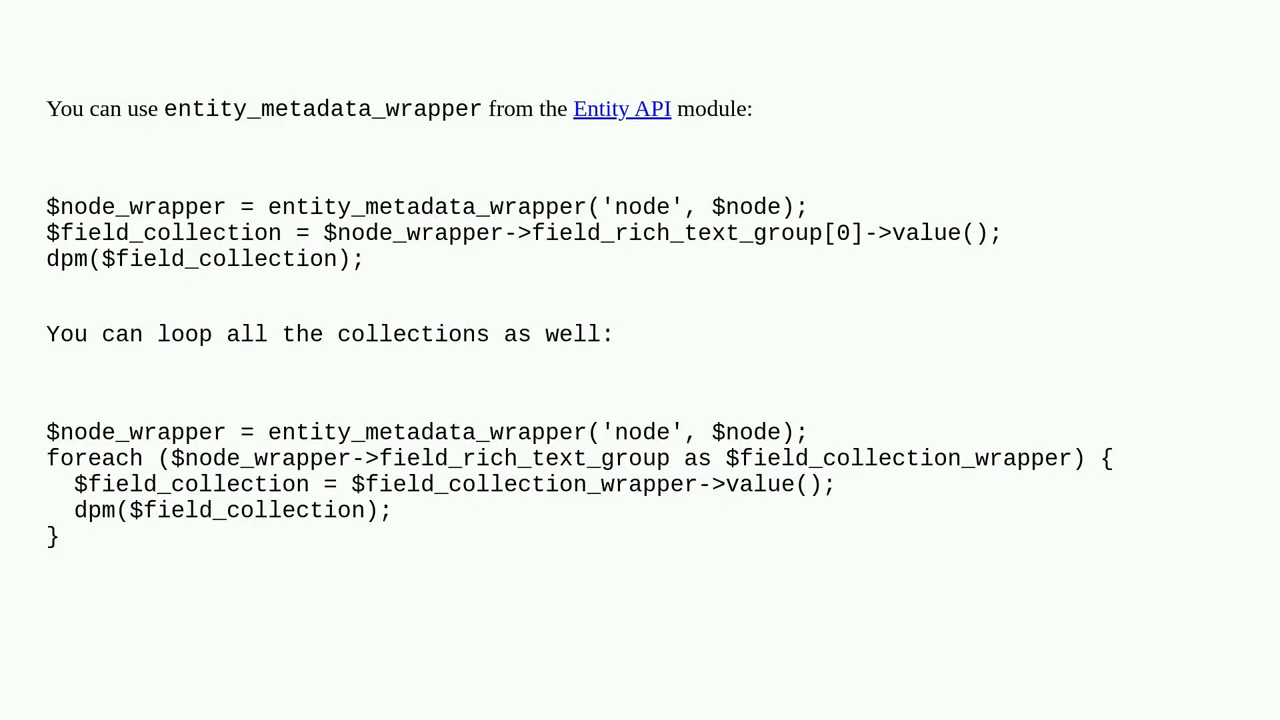 You can use entity_metadata_wrapper from the Entity API module:
$node_wrapper = entity_metadata_wrapper('node', $node);
$field_collection = $node_wrapper->field_rich_text_group[0]->value();
dpm($field_collection);
You can loop all the collections as well:
$node_wrapper = entity_metadata_wrapper('node', $node);
foreach ($node_wrapper->field_rich_text_group as $field_collection_wrapper) {
  $field_collection = $field_collection_wrapper->value();
  dpm($field_collection);
}